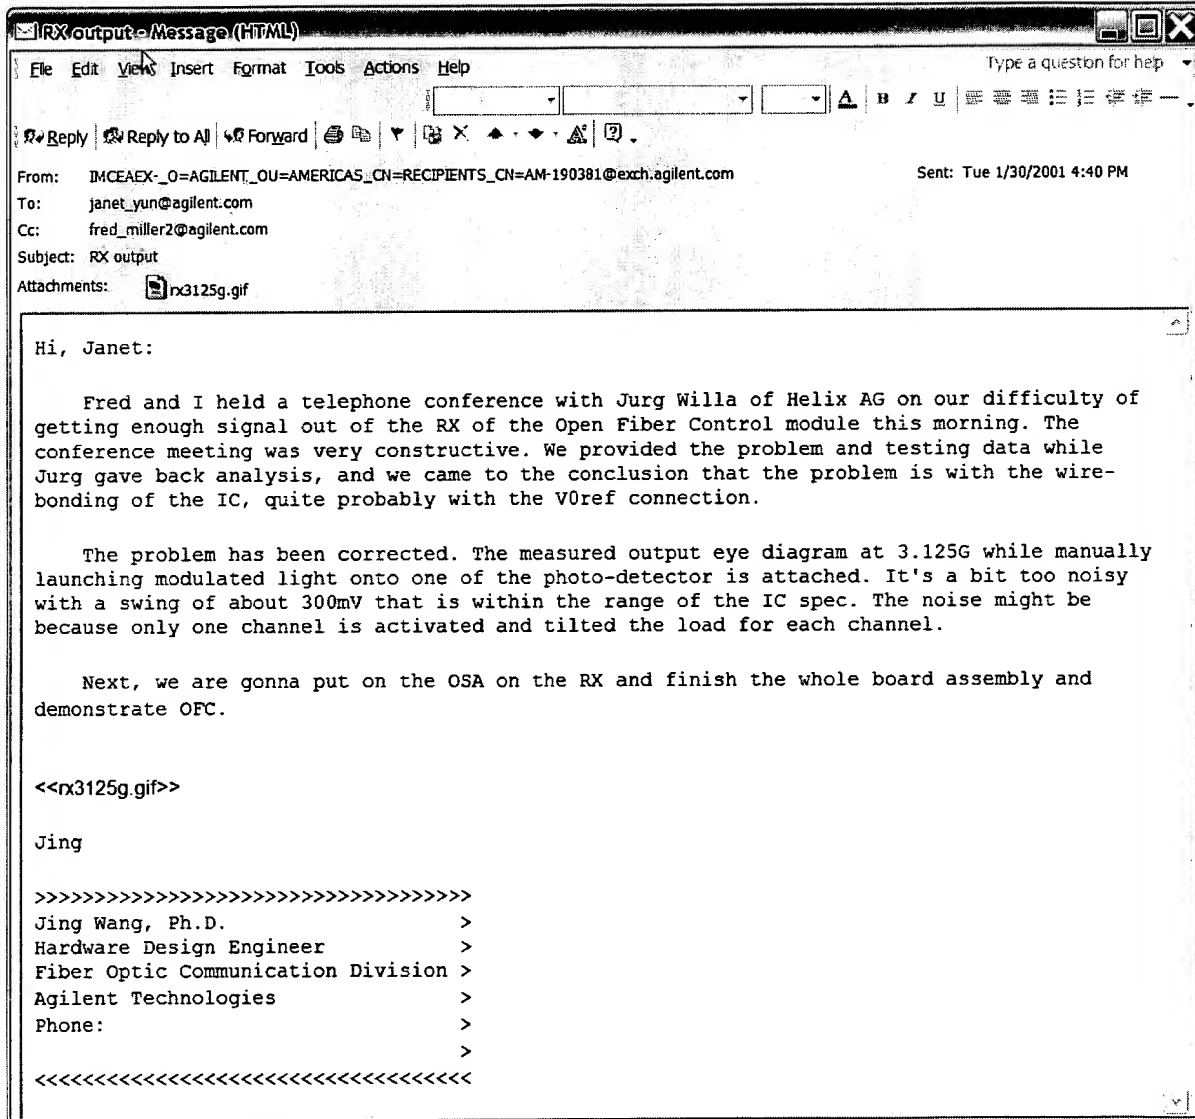 RX output - Message (HTML)
File Edit View Insert Format Tools Actions Help Type a question for help
A B I U
Reply Reply to All Forward
From: IMCEAEX-_O=AGILENT_OU=AMERICAS_CN=RECIPIENTS_CN=AM-190381@exch.agilent.com Sent: Tue 1/30/2001 4:40 PM
To: janet_yun@agilent.com
Cc: fred_miller2@agilent.com
Subject: RX output
Attachments: rx3125g.gif
Hi, Janet:
Fred and I held a telephone conference with Jurg Willa of Helix AG on our difficulty of
getting enough signal out of the RX of the Open Fiber Control module this morning. The
conference meeting was very constructive. We provided the problem and testing data while
Jurg gave back analysis, and we came to the conclusion that the problem is with the wire-
bonding of the IC, quite probably with the V0ref connection.
The problem has been corrected. The measured output eye diagram at 3.125G while manually
launching modulated light onto one of the photo-detector is attached. It's a bit too noisy
with a swing of about 300mV that is within the range of the IC spec. The noise might be
because only one channel is activated and tilted the load for each channel.
Next, we are gonna put on the OSA on the RX and finish the whole board assembly and
demonstrate OFC.
<<rx3125g.gif>>
Jing
>>>>>>>>>>>>>>>>>>>>>>>>>>>>>>>>>>>>
Jing Wang, Ph.D. >
Hardware Design Engineer >
Fiber Optic Communication Division >
Agilent Technologies >
Phone: >
>
<<<<<<<<<<<<<<<<<<<<<<<<<<<<<<<<<<<<